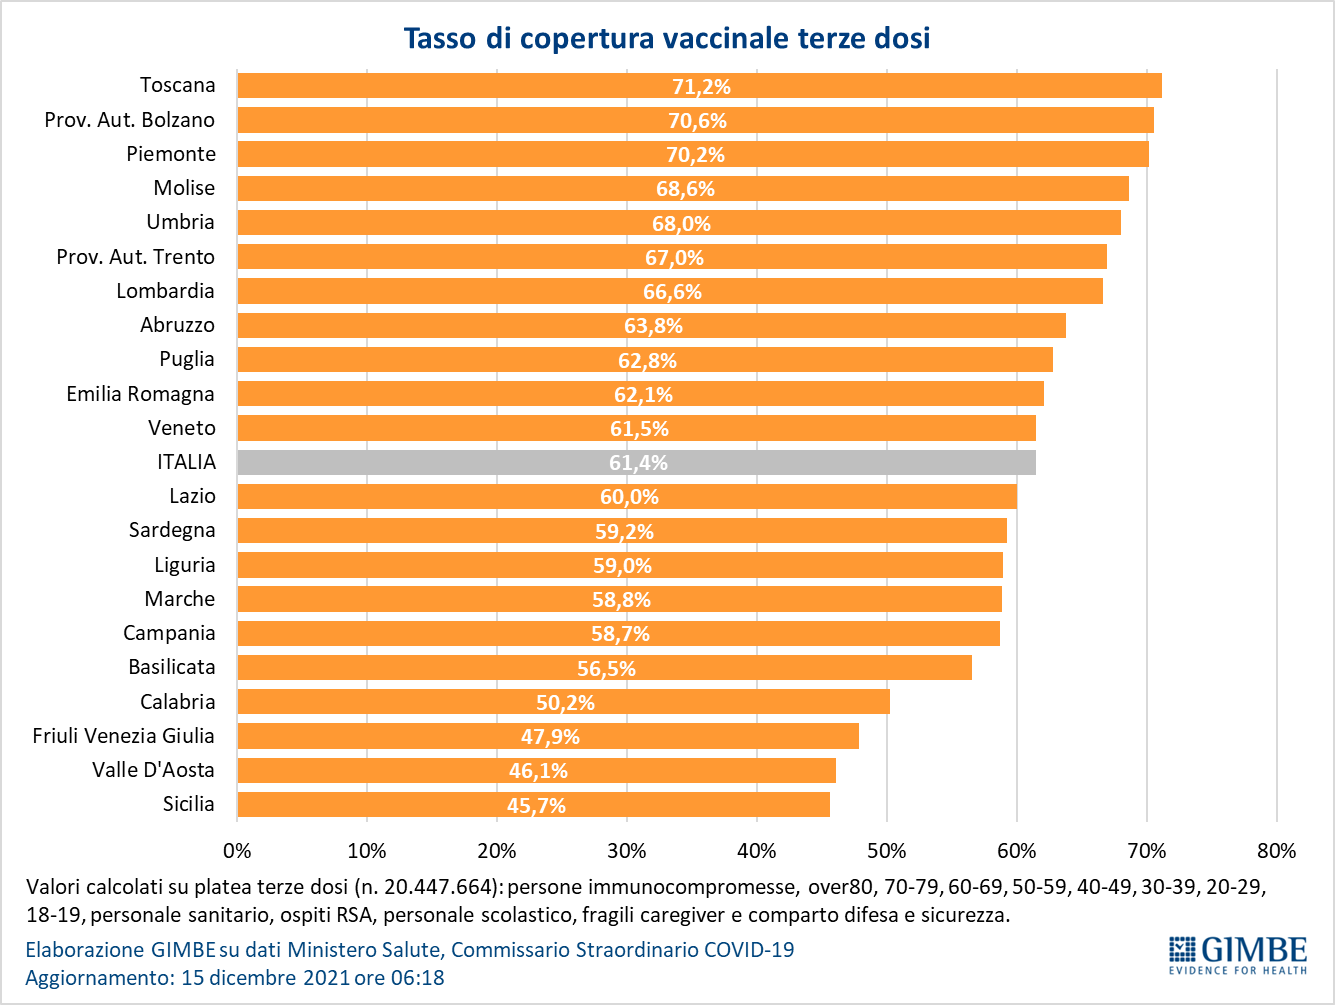 Tasso di copertura vaccinale terze dosi
Toscana 71,2%
Prov. Aut. Bolzano 70,6%
Piemonte 70,2%
Molise 68,6%
Umbria 68,0%
Prov. Aut. Trento 67,0%
Lombardia 66,6%
Abruzzo 63,8%
Puglia 62,8%
Emilia Romagna 62,1%
Veneto 61,5%
ITALIA 61,4%
Lazio 60,0%
Sardegna 59,2%
Liguria 59,0%
Marche 58,8%
Campania 58,7%
Basilicata 56,5%
Calabria 50,2%
Friuli Venezia Giulia 47,9%
Valle D'Aosta 46,1%
Sicilia 45,7%
0% 10% 20% 30% 40% 50% 60% 70% 80%
Valori calcolati su platea terze dosi (n. 20.447.664): persone immunocompromesse, over80, 70-79, 60-69, 50-59, 40-49, 30-39, 20-29,
18-19, personale sanitario, ospiti RSA, personale scolastico, fragili caregiver e comparto difesa e sicurezza.
Elaborazione GIMBE su dati Ministero Salute, Commissario Straordinario COVID-19
Aggiornamento: 15 dicembre 2021 ore 06:18
GIMBE
EVIDENCE FOR HEALTH